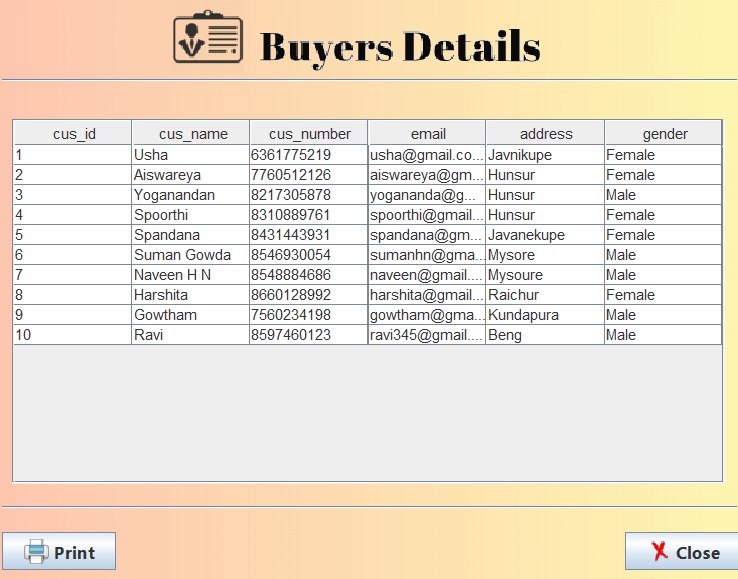 Buyers Details
cus_id cus_name cus_number email address gender
1 Usha 6361775219 usha@gmail.co... Javnikupe Female
2 Aiswareya 7760512126 aiswareya@gm... Hunsur Female
3 Yoganandan 8217305878 yogananda@g... Hunsur Male
4 Spoorthi 8310889761 spoorthi@gmail... Hunsur Female
5 Spandana 8431443931 spandana@gm... Javanekupe Female
6 Suman Gowda 8546930054 sumanhn@gma... Mysore Male
7 Naveen H N 8548884686 naveen@gmail.... Mysoure Male
8 Harshita 8660128992 harshita@gmail... Raichur Female
9 Gowtham 7560234198 gowtham@gma... Kundapura Male
10 Ravi 8597460123 ravi345@gmail.... Beng Male
Print Close